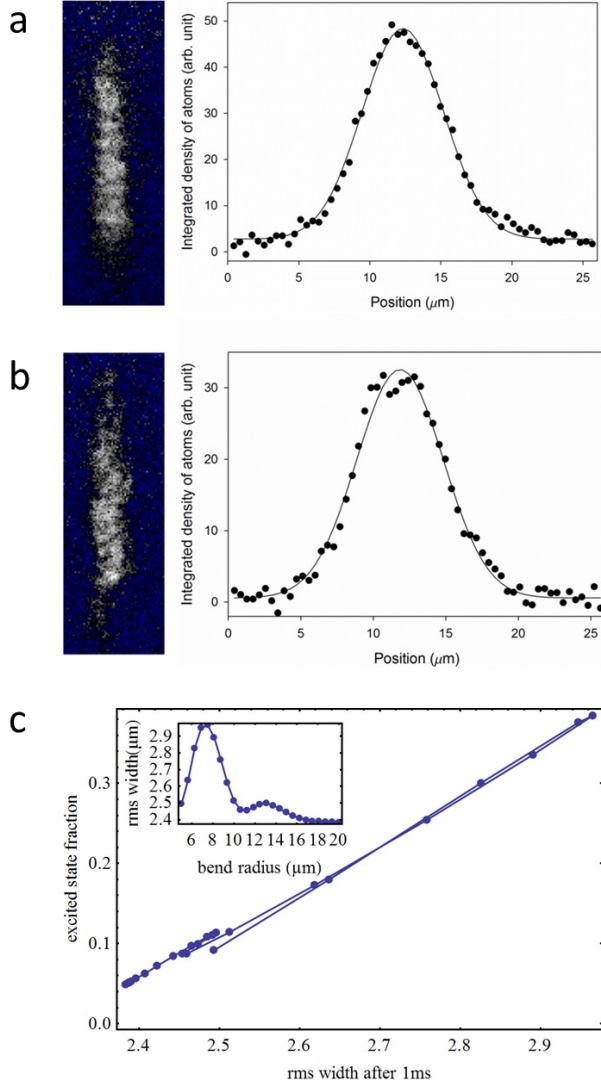 a
50
40
30
20
10
0
Integrated density of atoms (arb. unit)
0 5 10 15 20 25
Position (μm)
b
30
20
10
0
Integrated density of atoms (arb. unit)
0 5 10 15 20 25
Position (μm)
c
2.9
2.8
2.7
2.6
2.5
2.4
rms width(μm)
6 8 10 12 14 16 18 20
bend radius (μm)
0.3
0.2
0.1
0.0
excited state fraction
2.4 2.5 2.6 2.7 2.8 2.9
rms width after 1ms